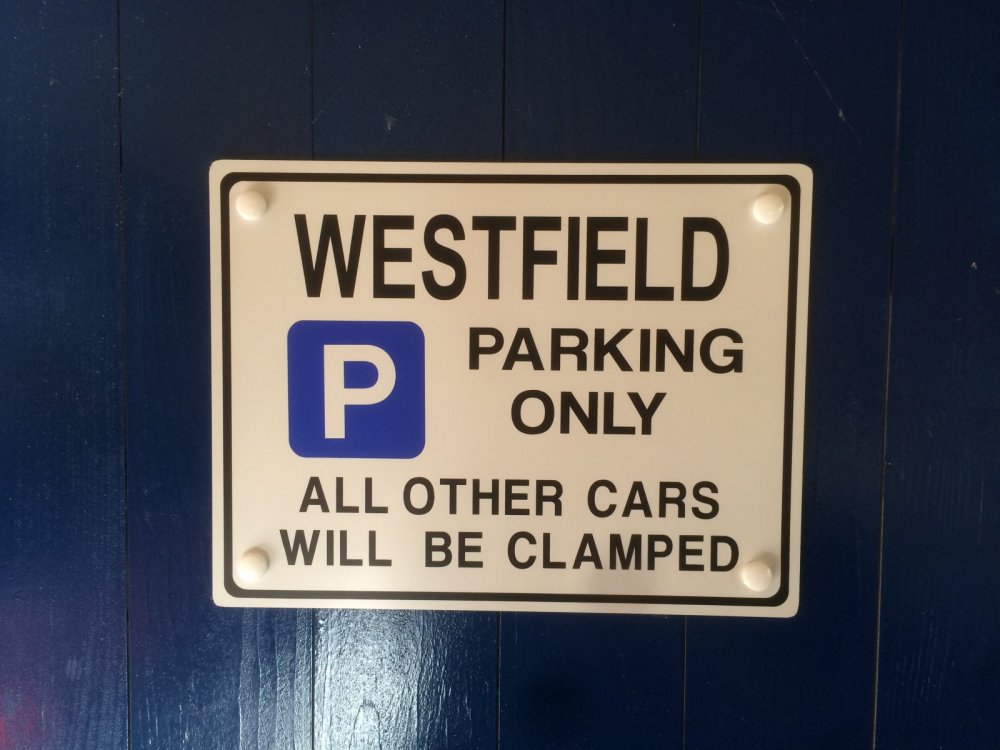 WESTFIELD
P
PARKING
ONLY
ALL OTHER CARS
WILL BE CLAMPED